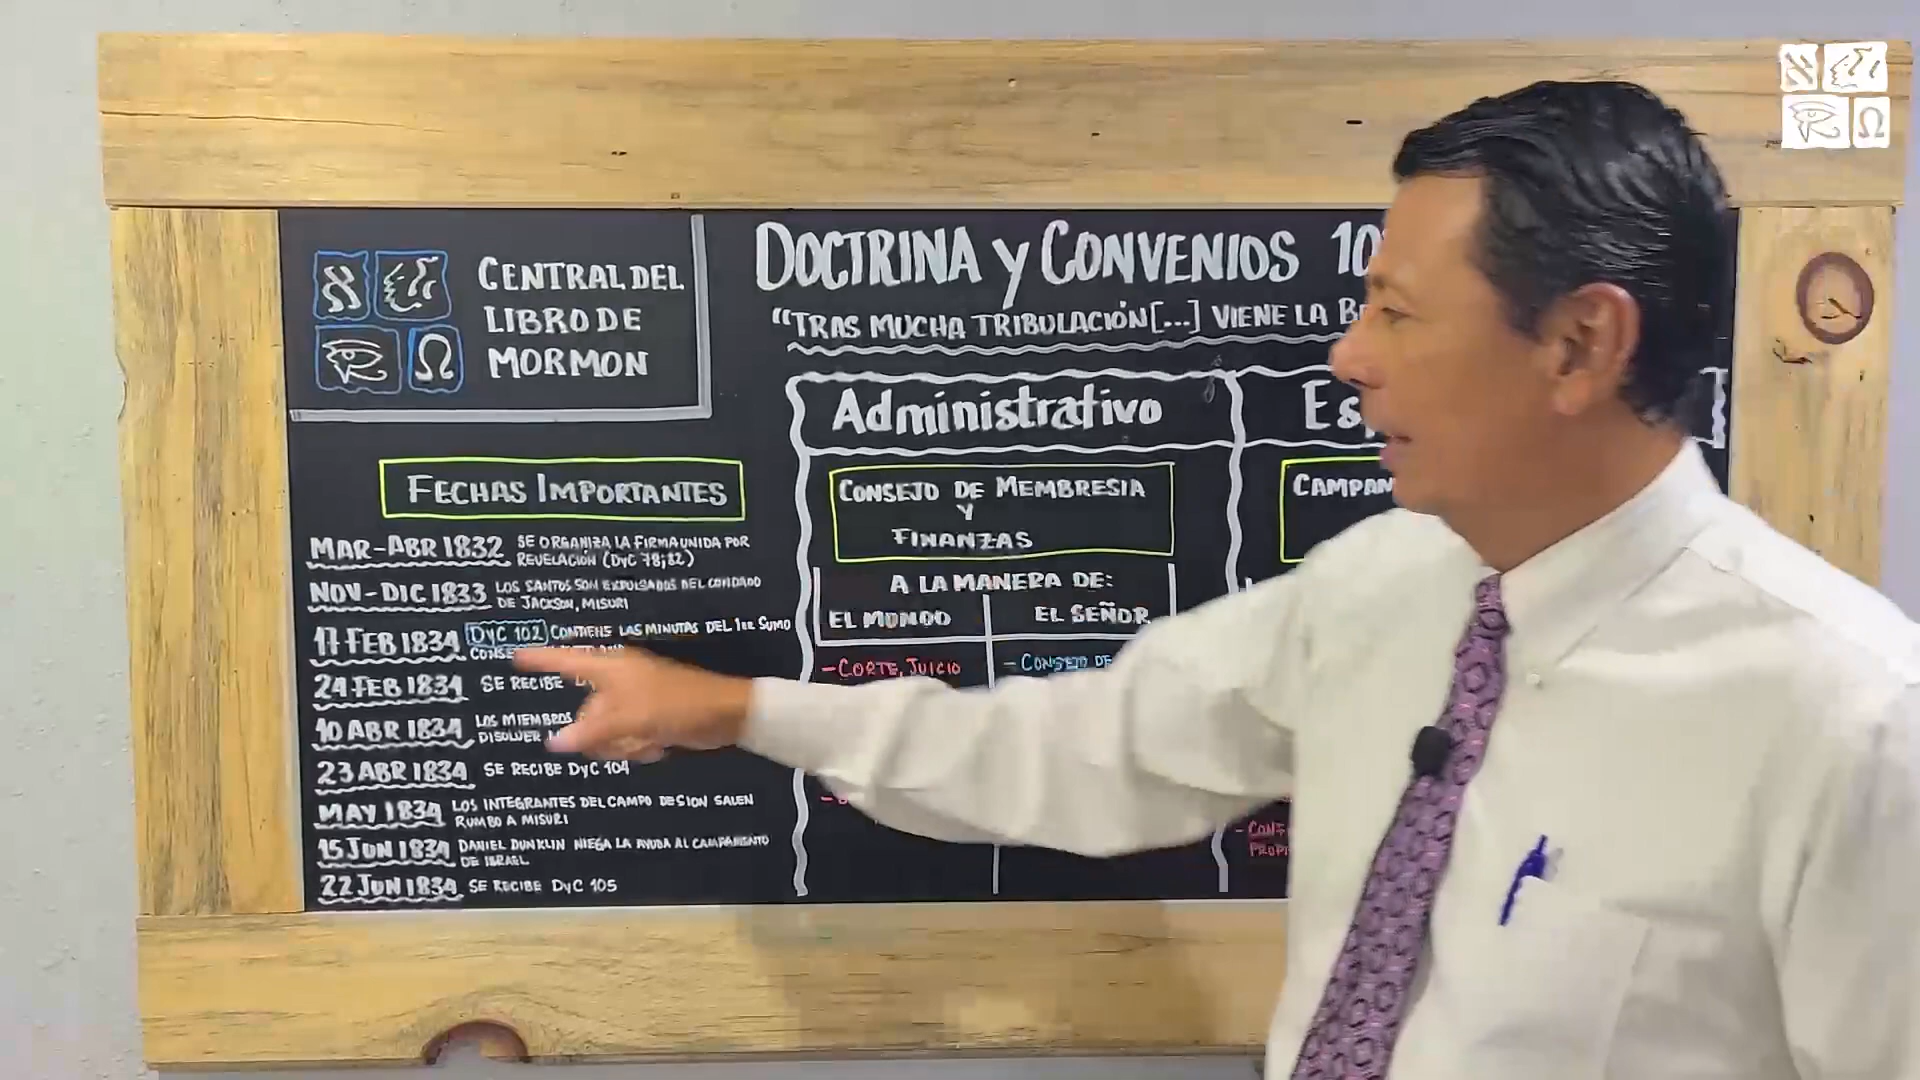 CENTRAL DEL
LIBRO DE
MORMON
DOCTRINA Y CONVENIOS 10
"TRAS MUCHA TRIBULACIÓN [...] VIENE LA
Administrativo
FECHAS IMPORTANTES
MAR-ABR 1832 SE ORGANIZA LA FIRMA UNIDA POR
REVELACIÓN (DyC 78;82)
NOV-DIC 1833 LOS SANTOS SON EXPULSADOS DEL CONDADO
DE JACKSON, MISURI
17 FEB 1834 DyC 102 CONTIENE LAS MINUTAS DEL 1er SUMO
24 FEB 1834 SE RECIBE
10 ABR 1834 LOS MIEMBROS
DISOLVER
23 ABR 1834 SE RECIBE DyC 104
MAY 1834 LOS INTEGRANTES DEL CAMPO DE SION SALEN
RUMBO A MISURI
15 JUN 1834 DANIEL DUNKLIN NIEGA LA AYUDA AL CAMPAMENTO
DE ISRAEL
22 JUN 1834 SE RECIBE DyC 105
CONSEJO DE MEMBRESIA
Y
FINANZAS
A LA MANERA DE:
EL MUNDO
EL SEÑOR
-CORTE, JUICIO
-CONSEJO DE